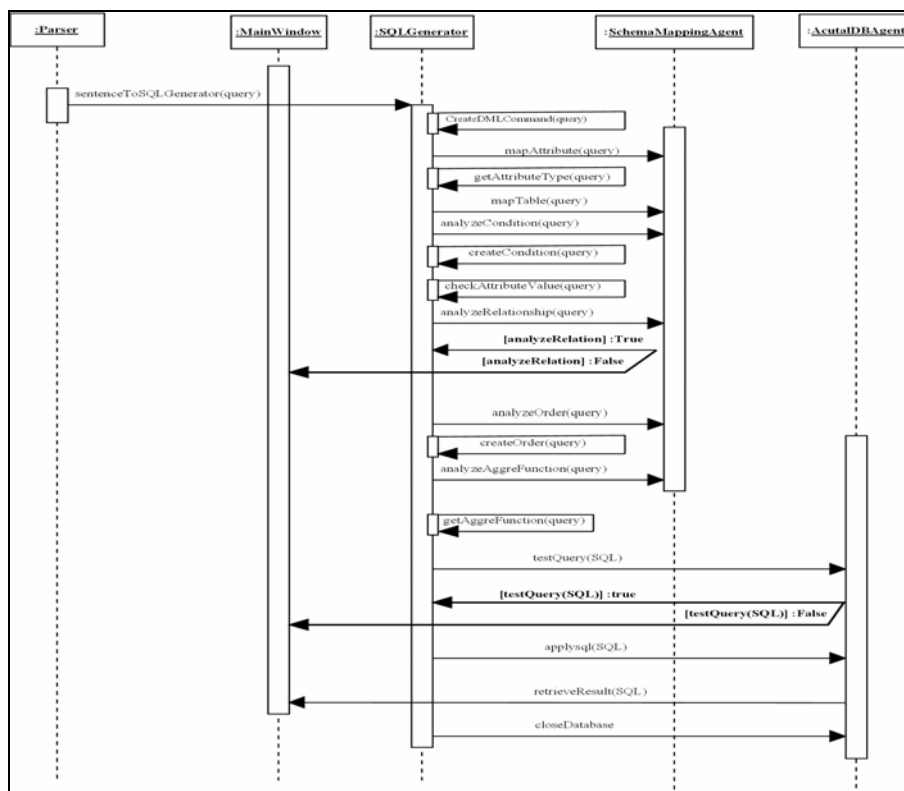 :Parser
:MainWindow
:SQLGenerator
:SchemaMappingAgent
:AcutalDBAgent
sentenceToSQLGenerator(query)
CreateDMLCommand(query)
mapAttribute(query)
getAttributeType(query)
mapTable(query)
analyzeCondition(query)
createCondition(query)
checkAttributeValue(query)
analyzeRelationship(query)
[analyzeRelation] :True
[analyzeRelation] :False
analyzeOrder(query)
createOrder(query)
analyzeAggreFunction(query)
getAggreFunction(query)
testQuery(SQL)
[testQuery(SQL)] :true
[testQuery(SQL)] :False
applysql(SQL)
retrieveResult(SQL)
closeDatabase